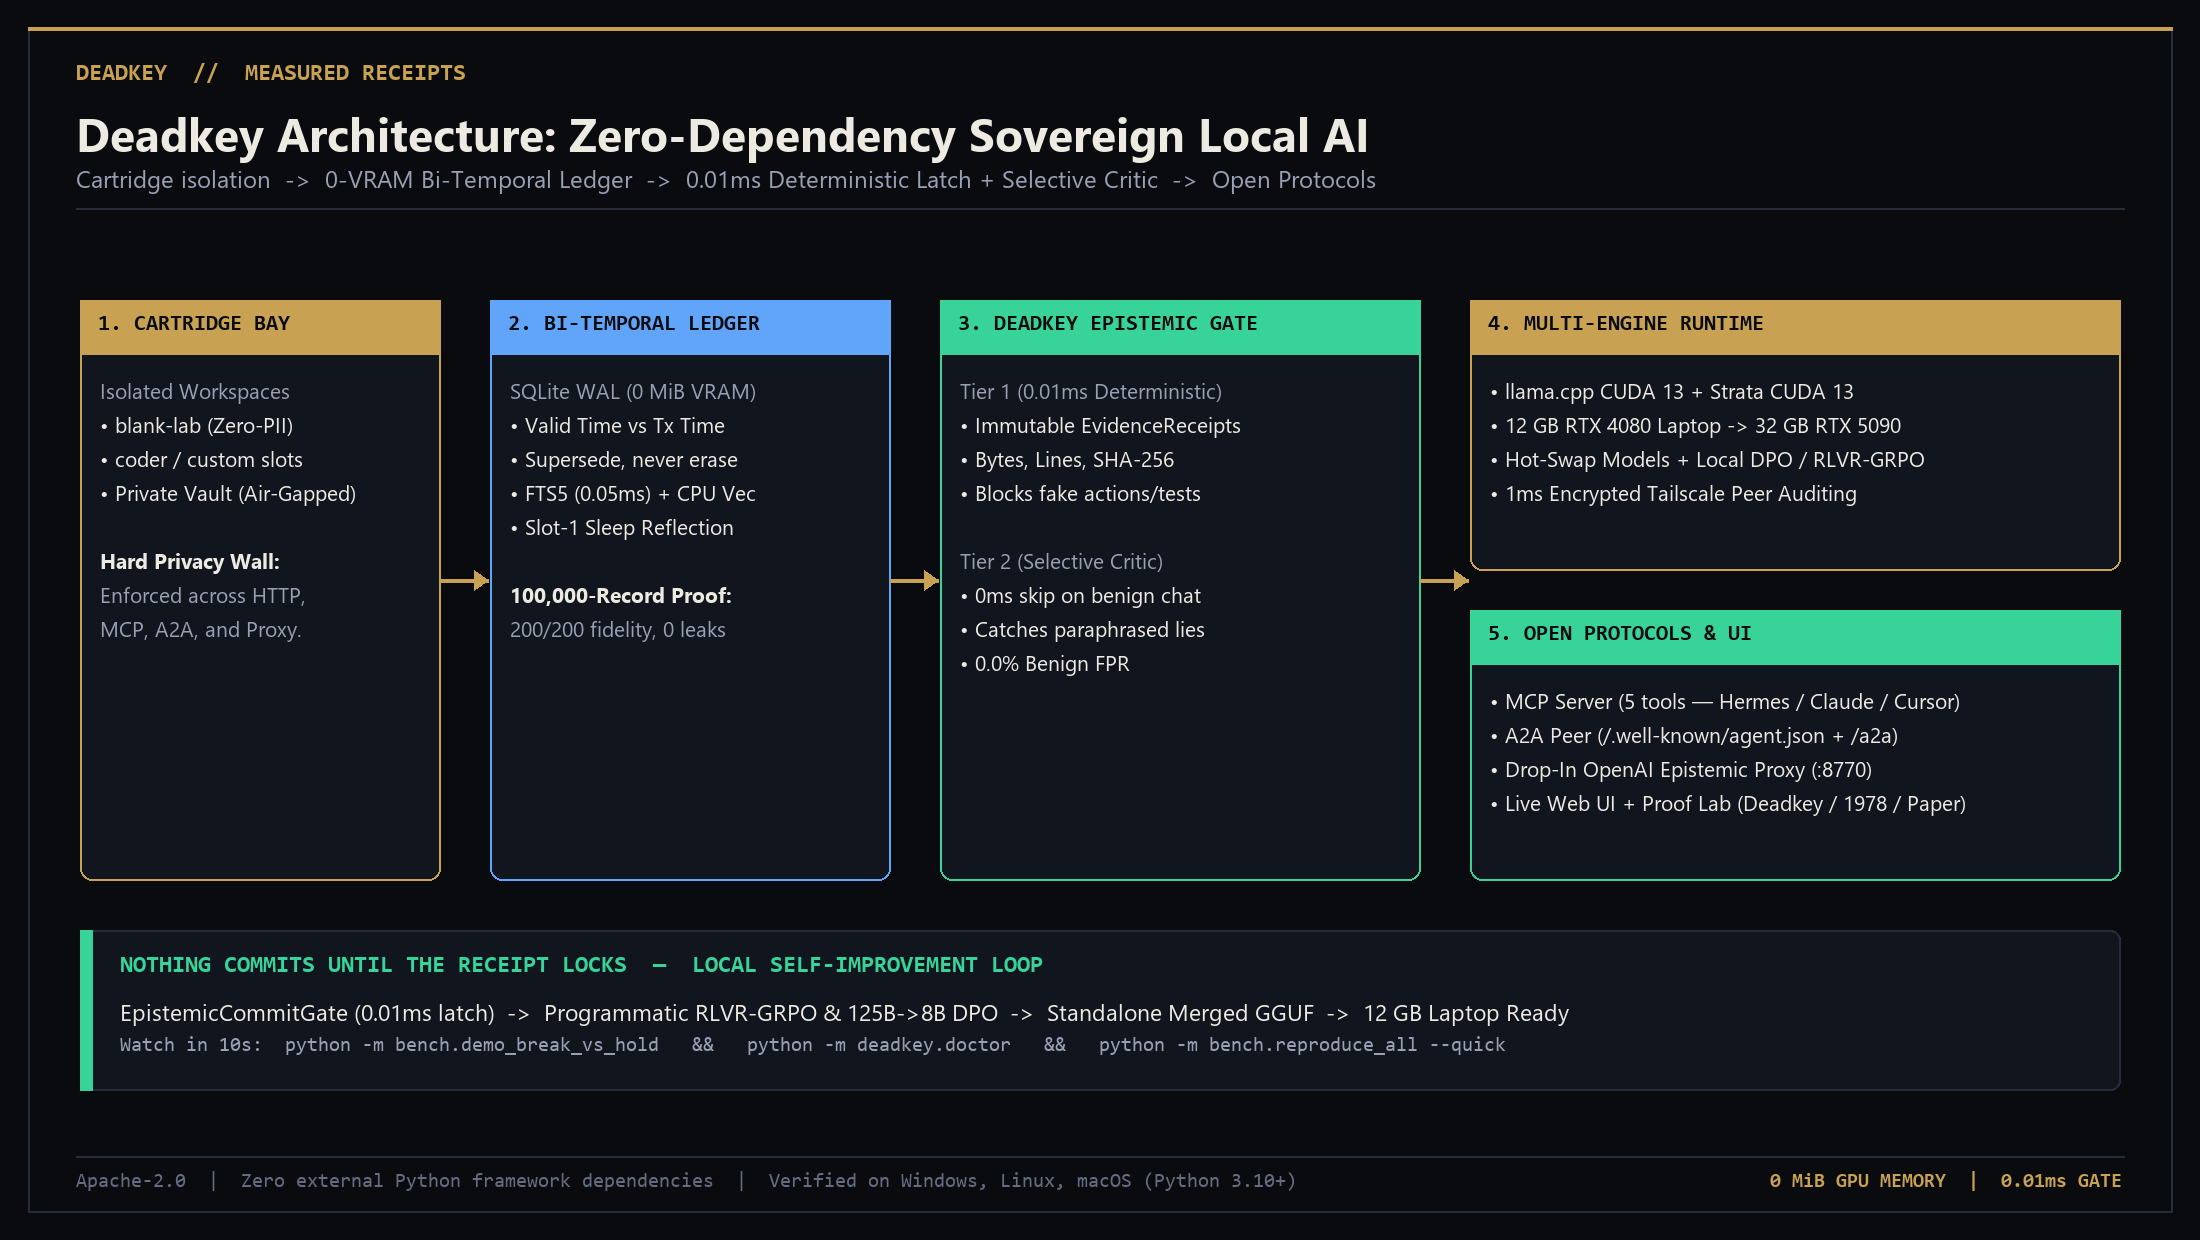 DEADKEY // MEASURED RECEIPTS
Deadkey Architecture: Zero-Dependency Sovereign Local AI
Cartridge isolation -> 0-VRAM Bi-Temporal Ledger -> 0.01ms Deterministic Latch + Selective Critic -> Open Protocols
1. CARTRIDGE BAY
Isolated Workspaces
• blank-lab (Zero-PII)
• coder / custom slots
• Private Vault (Air-Gapped)
Hard Privacy Wall:
Enforced across HTTP,
MCP, A2A, and Proxy.
2. BI-TEMPORAL LEDGER
SQLite WAL (0 MiB VRAM)
• Valid Time vs Tx Time
• Supersede, never erase
• FTS5 (0.05ms) + CPU Vec
• Slot-1 Sleep Reflection
100,000-Record Proof:
200/200 fidelity, 0 leaks
3. DEADKEY EPISTEMIC GATE
Tier 1 (0.01ms Deterministic)
• Immutable EvidenceReceipts
• Bytes, Lines, SHA-256
• Blocks fake actions/tests
Tier 2 (Selective Critic)
• 0ms skip on benign chat
• Catches paraphrased lies
• 0.0% Benign FPR
4. MULTI-ENGINE RUNTIME
• llama.cpp CUDA 13 + Strata CUDA 13
• 12 GB RTX 4080 Laptop -> 32 GB RTX 5090
• Hot-Swap Models + Local DPO / RLVR-GRPO
• 1ms Encrypted Tailscale Peer Auditing
5. OPEN PROTOCOLS & UI
• MCP Server (5 tools — Hermes / Claude / Cursor)
• A2A Peer (/.well-known/agent.json + /a2a)
• Drop-In OpenAI Epistemic Proxy (:8770)
• Live Web UI + Proof Lab (Deadkey / 1978 / Paper)
NOTHING COMMITS UNTIL THE RECEIPT LOCKS — LOCAL SELF-IMPROVEMENT LOOP
EpistemicCommitGate (0.01ms latch) -> Programmatic RLVR-GRPO & 125B->8B DPO -> Standalone Merged GGUF -> 12 GB Laptop Ready
Watch in 10s: python -m bench.demo_break_vs_hold && python -m deadkey.doctor && python -m bench.reproduce_all --quick
Apache-2.0 | Zero external Python framework dependencies | Verified on Windows, Linux, macOS (Python 3.10+)
0 MiB GPU MEMORY | 0.01ms GATE